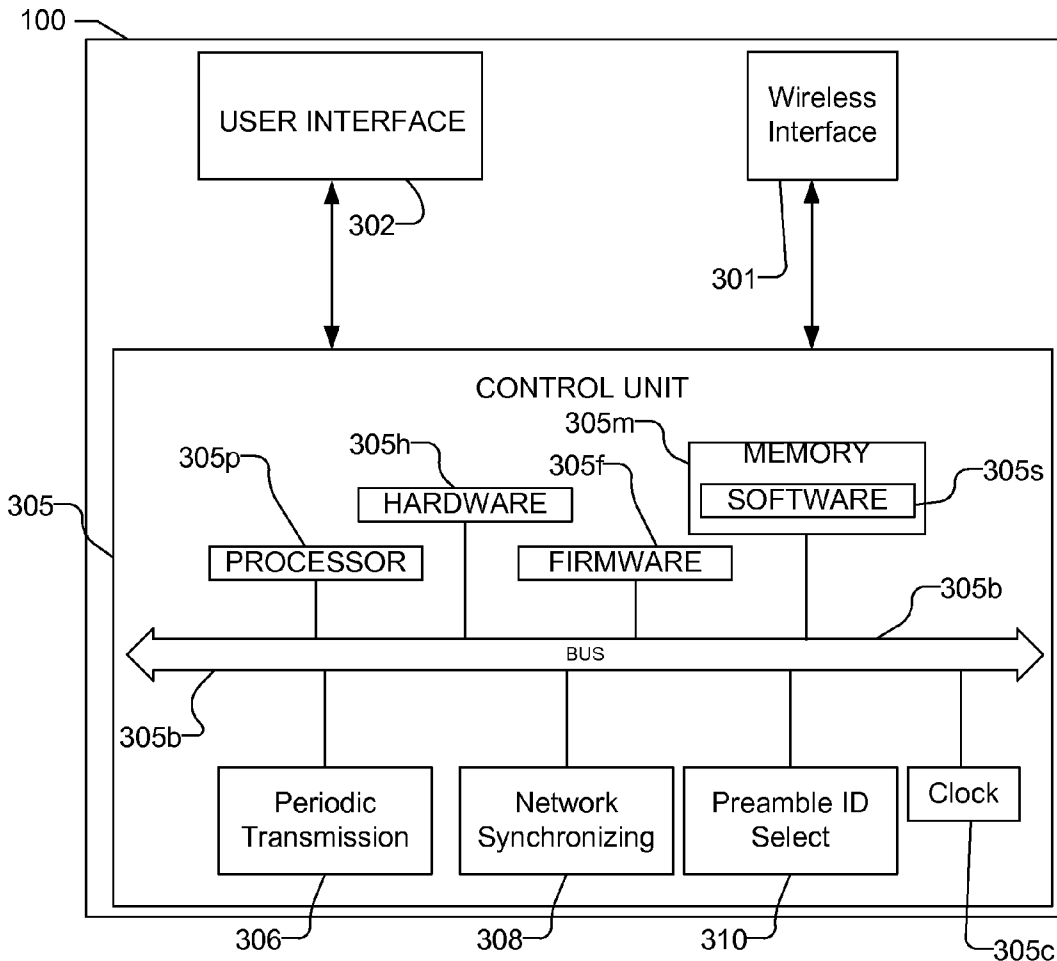 100
USER INTERFACE
Wireless
Interface
302
301
CONTROL UNIT
305m
305h
305p
305f
MEMORY
305s
SOFTWARE
HARDWARE
305
PROCESSOR
FIRMWARE
305b
BUS
305b
Periodic
Transmission
Network
Synchronizing
Preamble ID
Select
Clock
306
308
310
305c